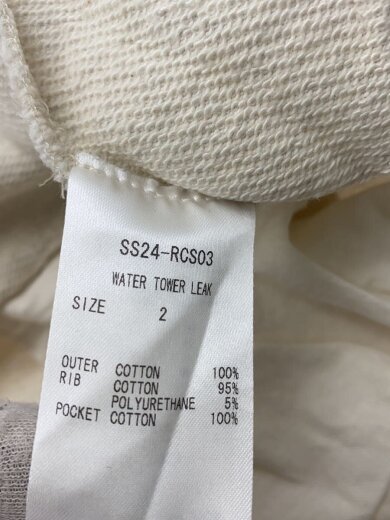 SS24-RCS03
WATER TOWER LEAK
SIZE 2
OUTER COTTON 100%
RIB COTTON 95%
POLYURETHANE 5%
POCKET COTTON 100%